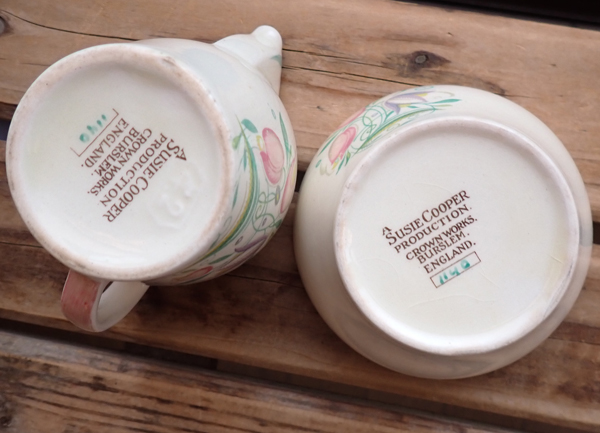 A
SUSIE COOPER
PRODUCTION.
CROWN WORKS.
BURSLEM.
ENGLAND.
A
SUSIE COOPER
PRODUCTION.
CROWN WORKS.
BURSLEM.
ENGLAND.